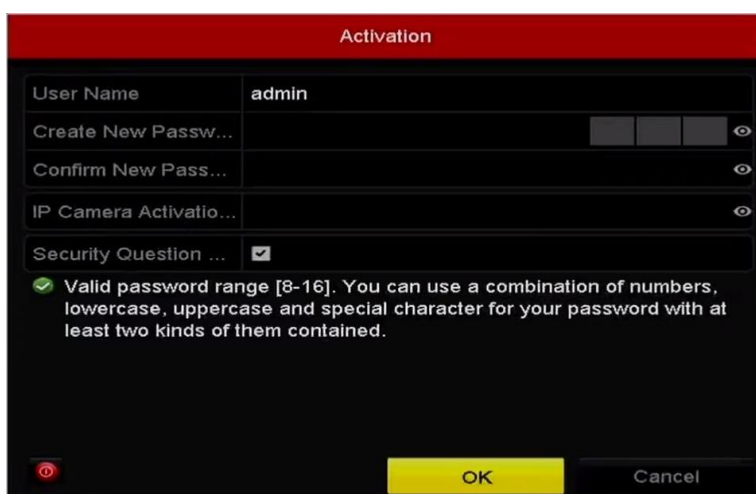 Activation
User Name admin
Create New Passw...
Confirm New Pass...
IP Camera Activatio...
Security Question ...
Valid password range [8-16]. You can use a combination of numbers,
lowercase, uppercase and special character for your password with at
least two kinds of them contained.
OK Cancel